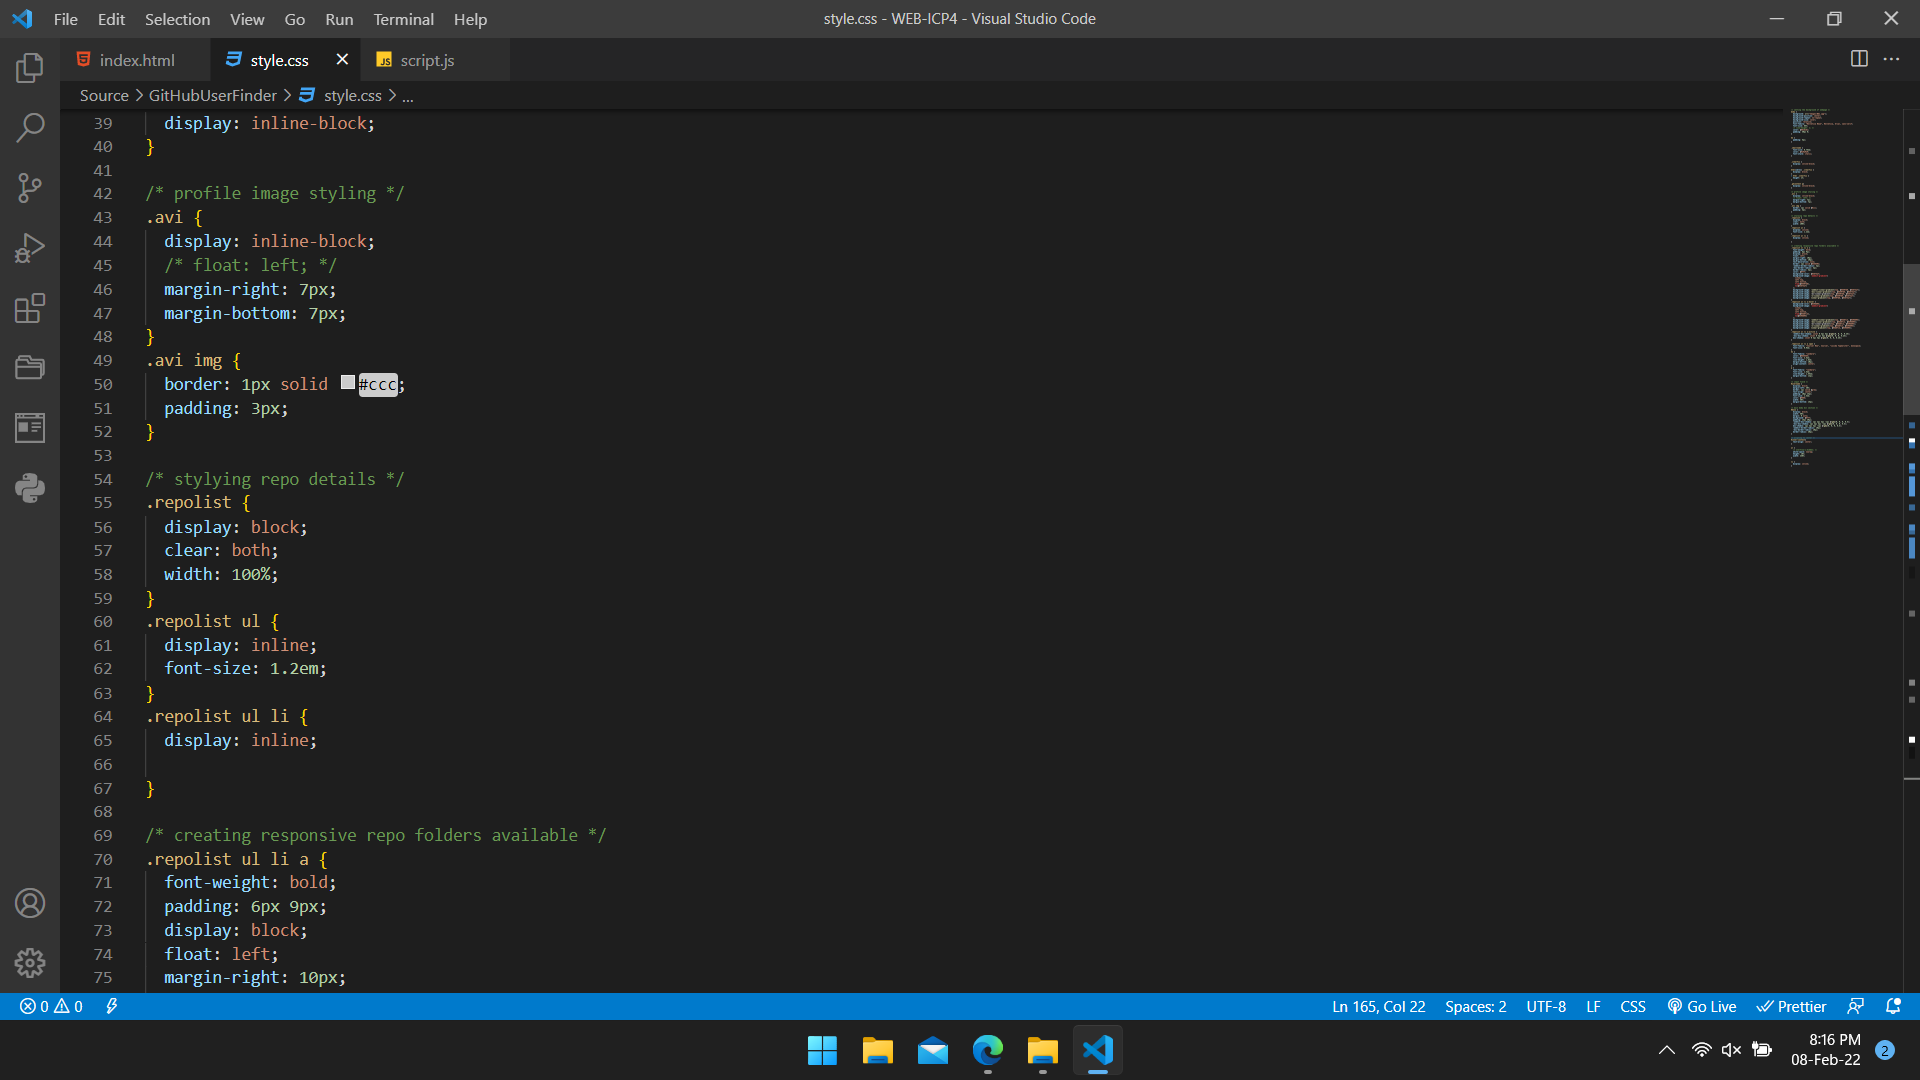 File Edit Selection View Go Run Terminal Help
style.css - WEB-ICP4 - Visual Studio Code
index.html
style.css
JS script.js
Source > GitHubUserFinder > style.css > ...
39 display: inline-block;
40 }
41
42 /* profile image styling */
43 .avi {
44 display: inline-block;
45 /* float: left; */
46 margin-right: 7px;
47 margin-bottom: 7px;
48 }
49 .avi img {
50 border: 1px solid #ccc;
51 padding: 3px;
52 }
53
54 /* stylying repo details */
55 .repolist {
56 display: block;
57 clear: both;
58 width: 100%;
59 }
60 .repolist ul {
61 display: inline;
62 font-size: 1.2em;
63 }
64 .repolist ul li {
65 display: inline;
66
67 }
68
69 /* creating responsive repo folders available */
70 .repolist ul li a {
71 font-weight: bold;
72 padding: 6px 9px;
73 display: block;
74 float: left;
75 margin-right: 10px;
0 0 Ln 165, Col 22 Spaces: 2 UTF-8 LF CSS Go Live Prettier
8:16 PM
08-Feb-22
2